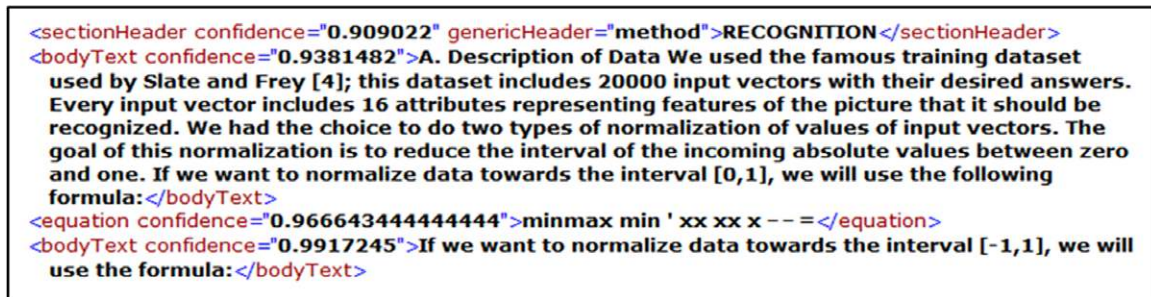 <sectionHeader confidence="0.909022" genericHeader="method">RECOGNITION</sectionHeader>
<bodyText confidence="0.9381482">A. Description of Data We used the famous training dataset
used by Slate and Frey [4]; this dataset includes 20000 input vectors with their desired answers.
Every input vector includes 16 attributes representing features of the picture that it should be
recognized. We had the choice to do two types of normalization of values of input vectors. The
goal of this normalization is to reduce the interval of the incoming absolute values between zero
and one. If we want to normalize data towards the interval [0,1], we will use the following
formula:</bodyText>
<equation confidence="0.966643444444444">minmax min ' xx xx x − − =</equation>
<bodyText confidence="0.9917245">If we want to normalize data towards the interval [-1,1], we will
use the formula:</bodyText>